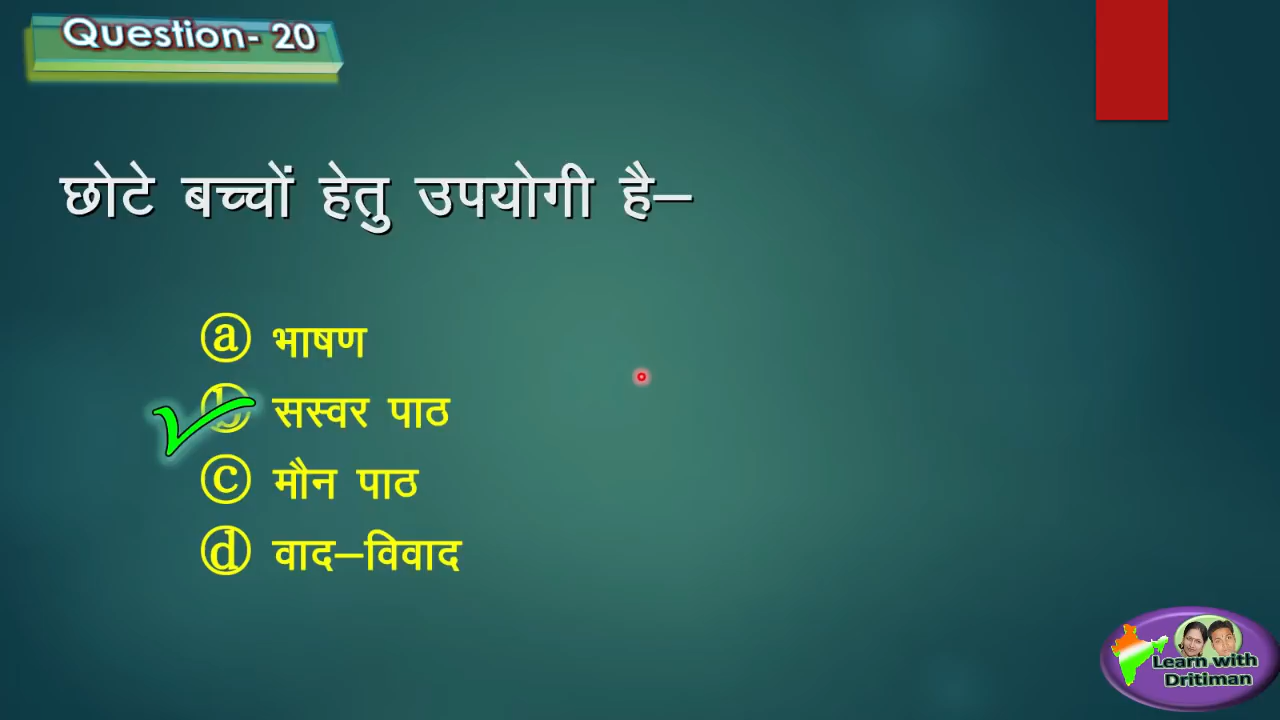 Question- 20
छोटे बच्चों हेतु उपयोगी है–
ⓐ भाषण
ⓑ सस्वर पाठ
ⓒ मौन पाठ
ⓓ वाद–विवाद
Learn with
Dritiman